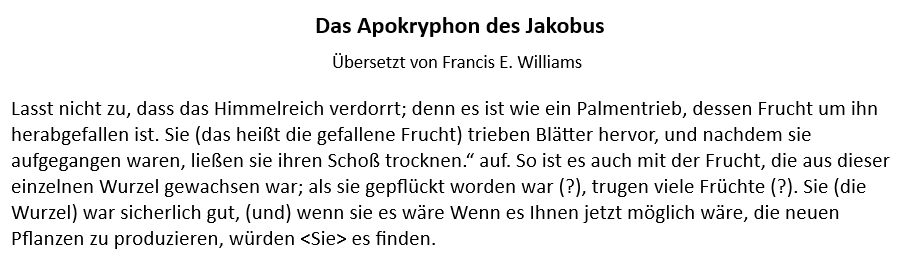 Das Apokryphon des Jakobus
Übersetzt von Francis E. Williams
Lasst nicht zu, dass das Himmelreich verdorrt; denn es ist wie ein Palmentrieb, dessen Frucht um ihn
herabgefallen ist. Sie (das heißt die gefallene Frucht) trieben Blätter hervor, und nachdem sie
aufgegangen waren, ließen sie ihren Schoß trocknen.“ auf. So ist es auch mit der Frucht, die aus dieser
einzelnen Wurzel gewachsen war; als sie gepflückt worden war (?), trugen viele Früchte (?). Sie (die
Wurzel) war sicherlich gut, (und) wenn sie es wäre Wenn es Ihnen jetzt möglich wäre, die neuen
Pflanzen zu produzieren, würden <Sie> es finden.